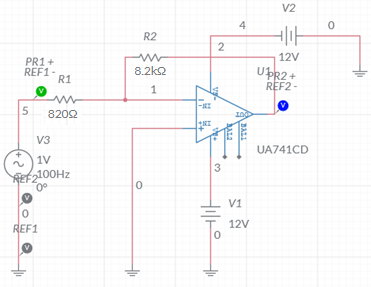 V2
4
0
12V
R2
2
8.2kΩ
PR1 +
REF1 -
R1
1
U1
PR2 +
REF2 -
V
V
5
820Ω
UA741CD
V3
1V
100Hz
0°
REF2
V
0
REF1
V
0
3
V1
12V
0